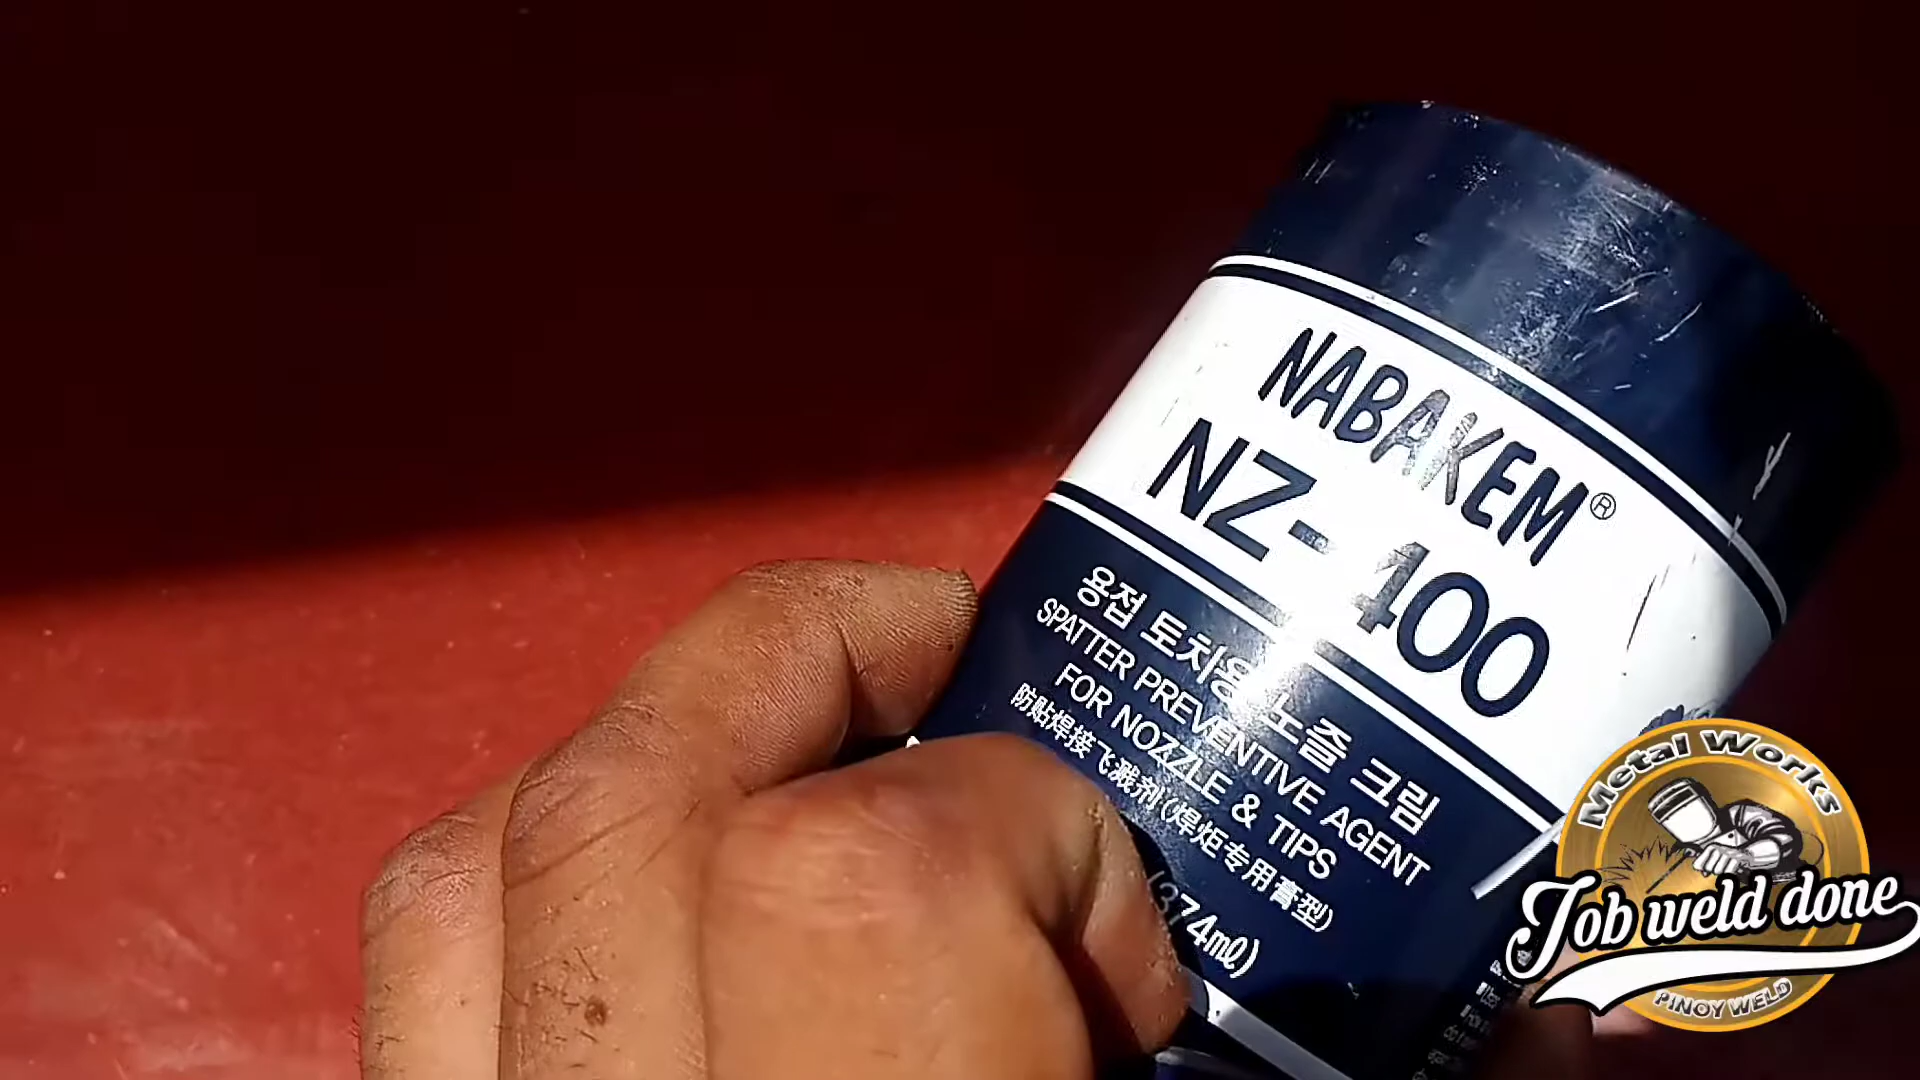 NABAKEM®
NZ-400
용접 토치용 노즐 크림
SPATTER PREVENTIVE AGENT
FOR NOZZLE & TIPS
防贴焊接飞溅剂(焊炬专用膏型)
(374㎖)
Metal Works
Job weld done
PINOY WELD